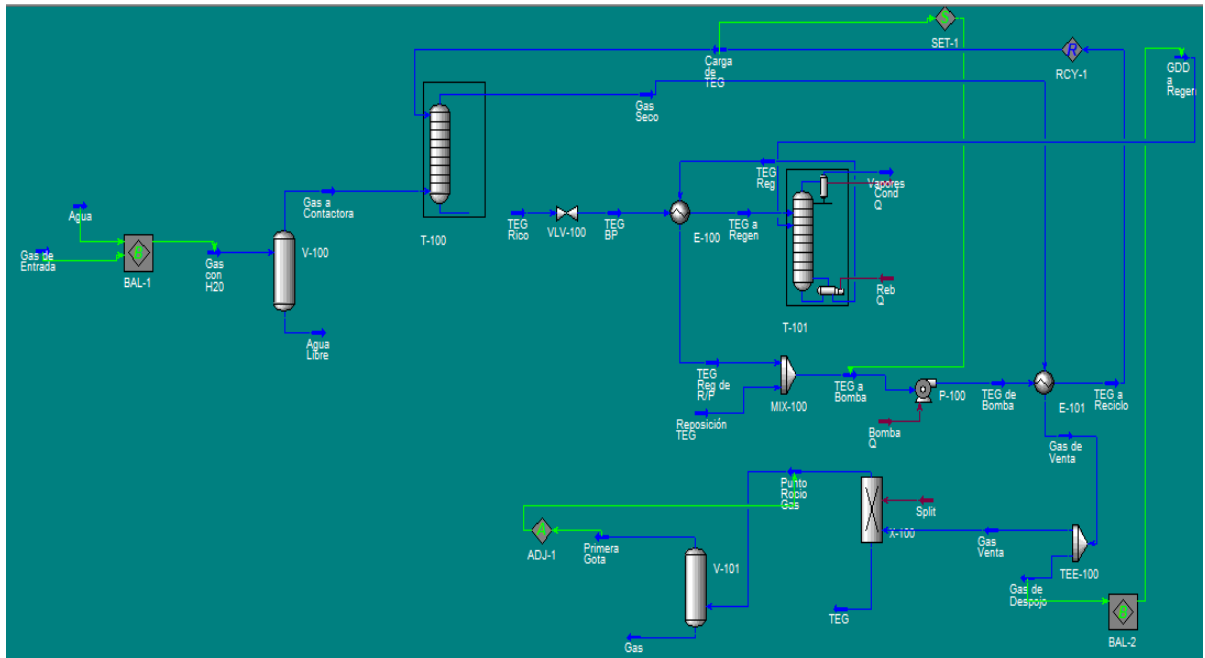 SET-1
Carga
de
TEG
RCY-1
GDD
a
Regen
Gas
Seco
T-100
Gas a
Contactora
TEG
Reg
Vapores
Cond
Q
Agua
Gas de
Entrada
BAL-1
Gas
con
H20
V-100
Agua
Libre
TEG
Rico
VLV-100
TEG
BP
E-100
TEG a
Regen
Reb
Q
T-101
TEG
Reg de
R/P
Reposición
TEG
MIX-100
TEG a
Bomba
P-100
Bomba
Q
TEG de
Bomba
E-101
TEG a
Reciclo
Gas de
Venta
Punto
Rocio
Gas
Split
X-100
Gas
Venta
TEE-100
ADJ-1
Primera
Gota
V-101
Gas
TEG
Gas de
Despojo
BAL-2
S
R
B
A
B